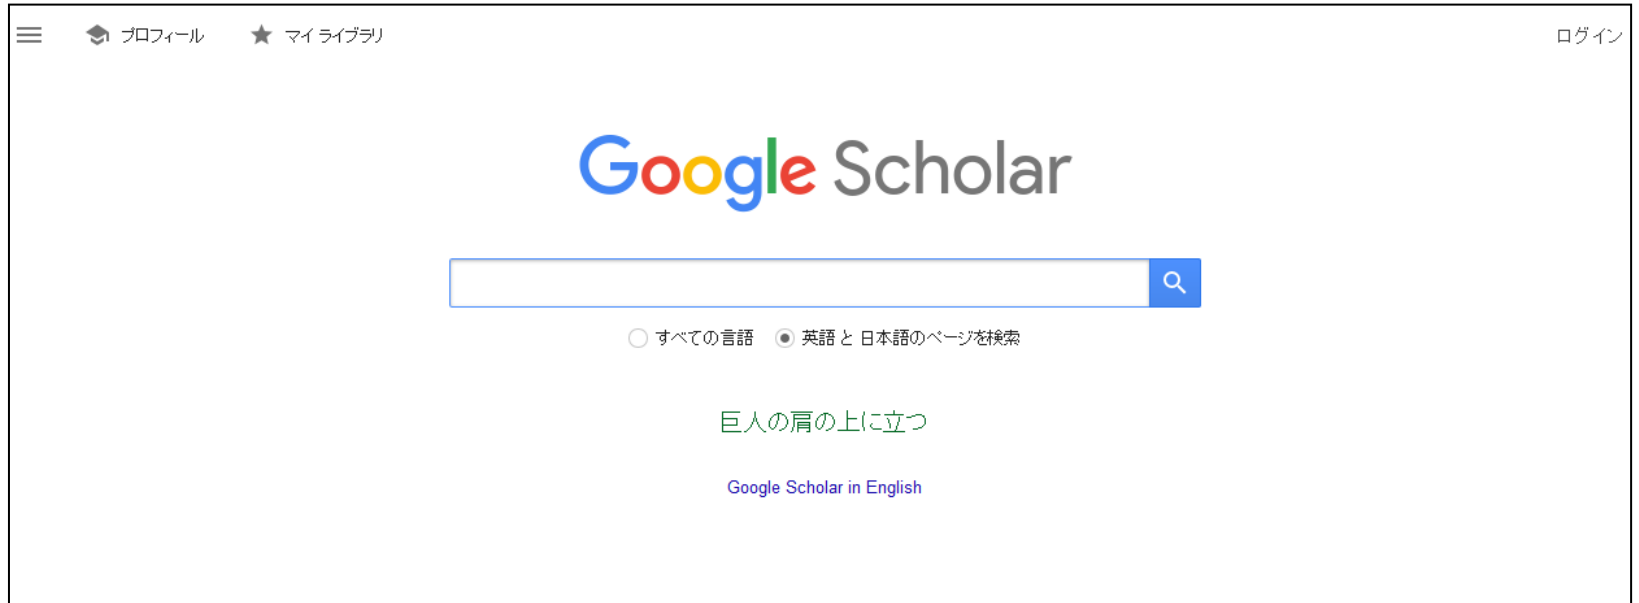 プロフィール マイ ライブラリ ログイン
Google Scholar
すべての言語 英語 と 日本語のページを検索
巨人の肩の上に立つ
Google Scholar in English